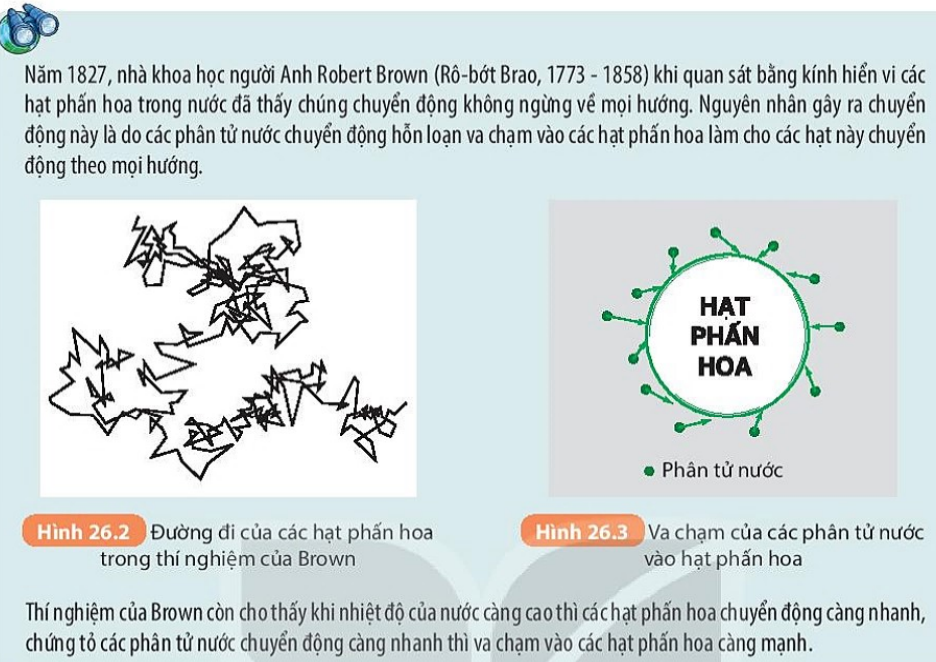 Năm 1827, nhà khoa học người Anh Robert Brown (Rô-bớt Brao, 1773 - 1858) khi quan sát bằng kính hiển vi các
hạt phấn hoa trong nước đã thấy chúng chuyển động không ngừng về mọi hướng. Nguyên nhân gây ra chuyển
động này là do các phân tử nước chuyển động hỗn loạn va chạm vào các hạt phấn hoa làm cho các hạt này chuyển
động theo mọi hướng.
HẠT
PHẤN
HOA
Phân tử nước
Hình 26.2 Đường đi của các hạt phấn hoa
trong thí nghiệm của Brown
Hình 26.3 Va chạm của các phân tử nước
vào hạt phấn hoa
Thí nghiệm của Brown còn cho thấy khi nhiệt độ của nước càng cao thì các hạt phấn hoa chuyển động càng nhanh,
chứng tỏ các phân tử nước chuyển động càng nhanh thì va chạm vào các hạt phấn hoa càng mạnh.